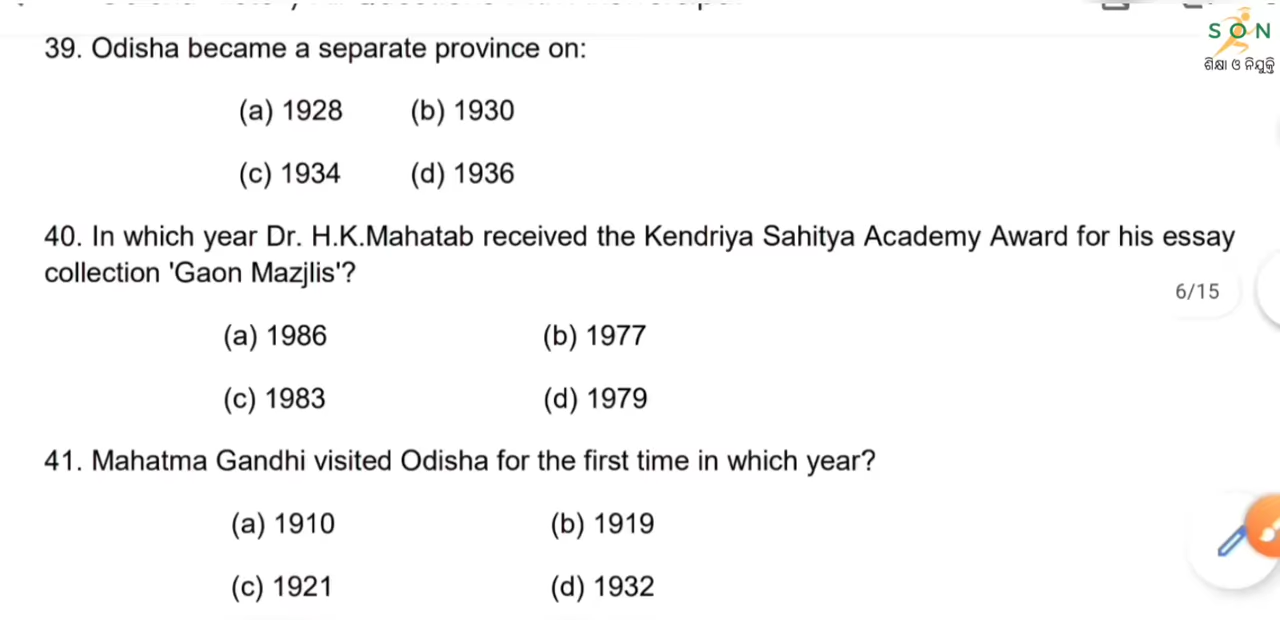 SON
ଶିକ୍ଷା ଓ ନିଯୁକ୍ତି
39. Odisha became a separate province on:
(a) 1928 (b) 1930
(c) 1934 (d) 1936
40. In which year Dr. H.K.Mahatab received the Kendriya Sahitya Academy Award for his essay
collection 'Gaon Mazjlis'?
6/15
(a) 1986 (b) 1977
(c) 1983 (d) 1979
41. Mahatma Gandhi visited Odisha for the first time in which year?
(a) 1910 (b) 1919
(c) 1921 (d) 1932